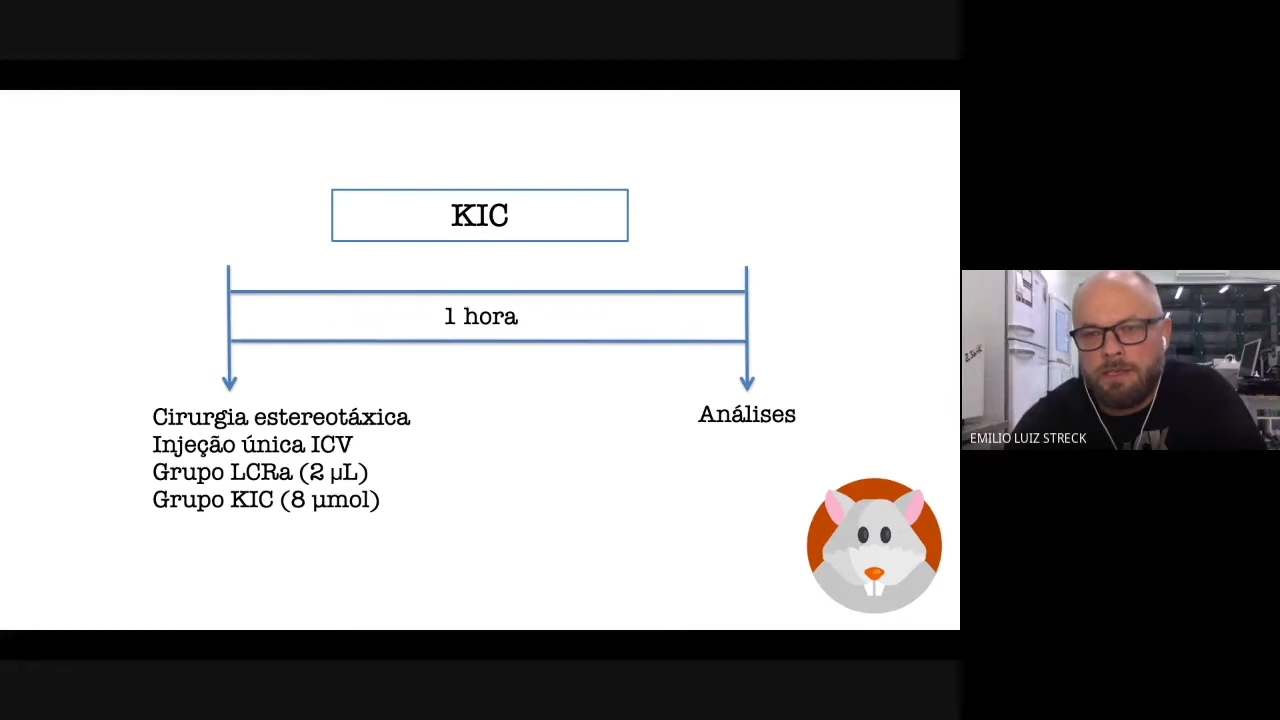 KIC
1 hora
Cirurgia estereotáxica
Injeção única ICV
Grupo LCRa (2 µL)
Grupo KIC (8 µmol)
Análises
EMILIO LUIZ STRECK